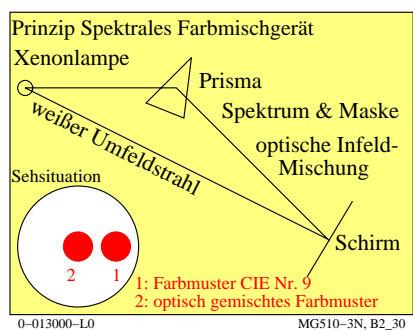 Prinzip Spektrales Farbmischgerät
Xenonlampe
Prisma
Spektrum & Maske
optische Infeld-
Mischung
weißer Umfeldstrahl
Sehsituation
Schirm
2
1
1: Farbmuster CIE Nr. 9
2: optisch gemischtes Farbmuster
0-013000-L0
MG510-3N, B2_30